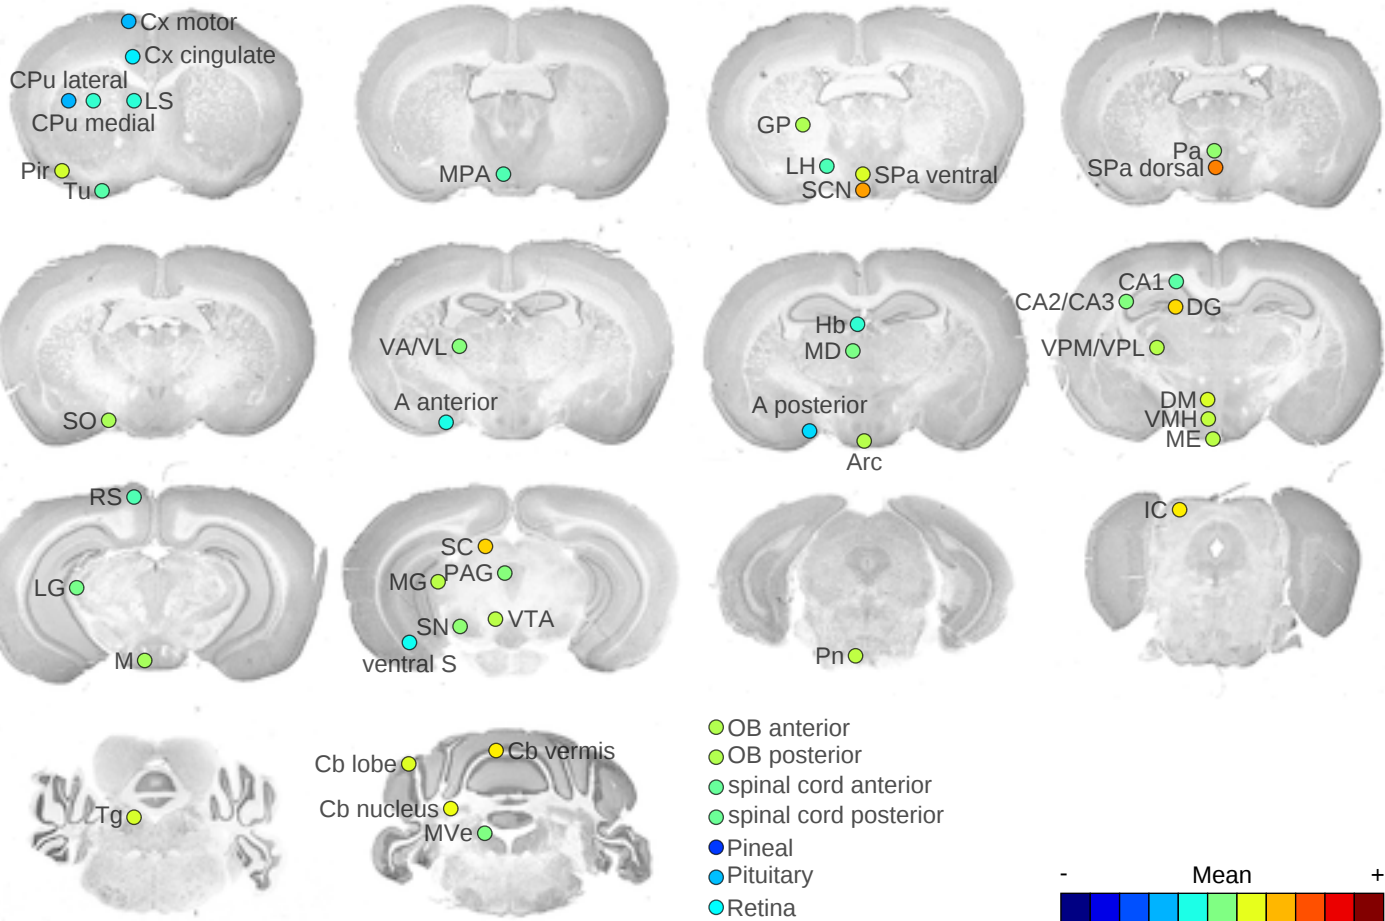 Cx motor
Cx cingulate
CPu lateral
LS
CPu medial
Pir
Tu
MPA
GP
LH
SPa ventral
SCN
Pa
SPa dorsal
SO
VA/VL
A anterior
Hb
MD
A posterior
Arc
CA1
CA2/CA3
DG
VPM/VPL
DM
VMH
ME
RS
LG
M
SC
PAG
MG
SN
VTA
ventral S
Pn
IC
Tg
Cb vermis
Cb lobe
Cb nucleus
MVe
OB anterior
OB posterior
spinal cord anterior
spinal cord posterior
Pineal
Pituitary
Retina
- Mean +